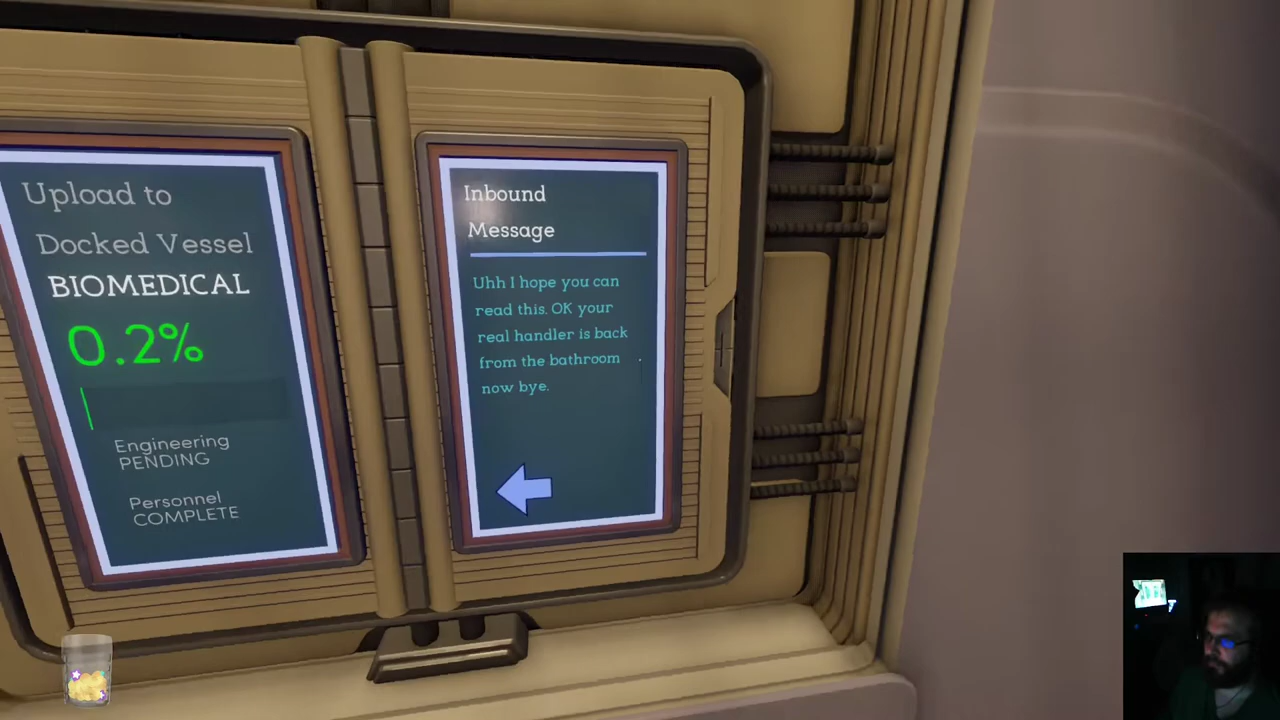 Upload to
Docked Vessel
BIOMEDICAL
0.2%
Engineering
PENDING
Personnel
COMPLETE
Inbound
Message
Uhh I hope you can
read this. OK your
real handler is back
from the bathroom
now bye.